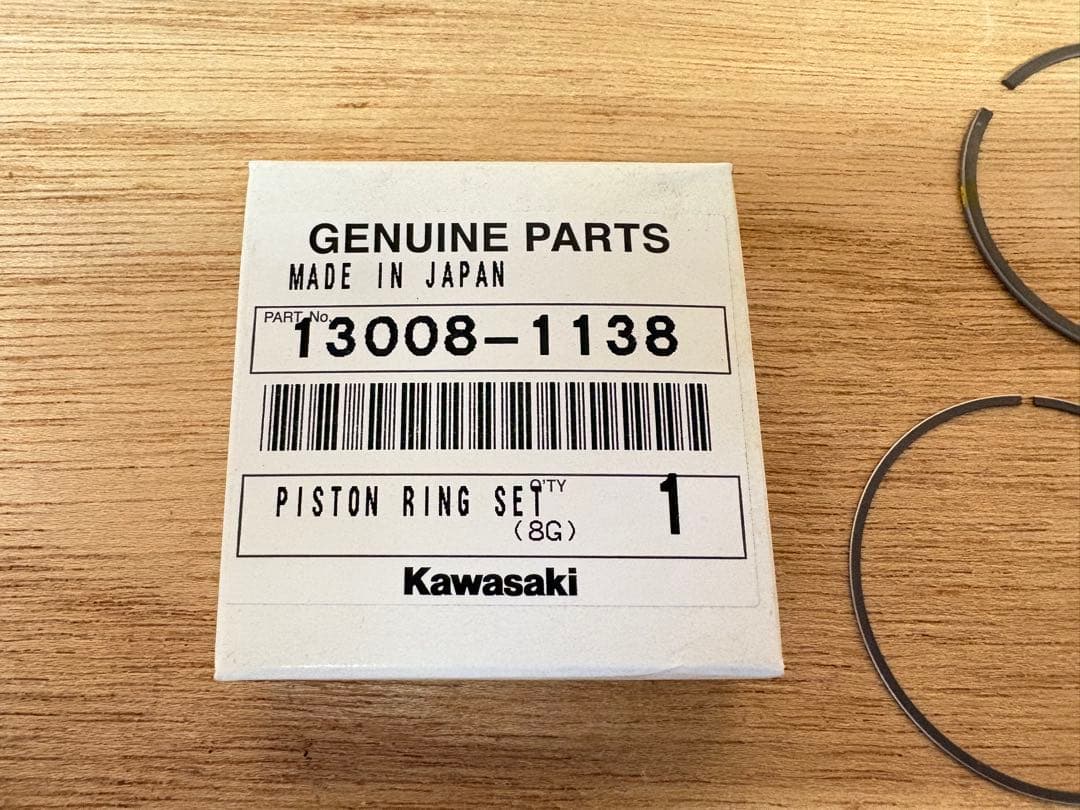 GENUINE PARTS
MADE IN JAPAN
PART No.
13008-1138
PISTON RING SET
Q'TY
1
(8G)
Kawasaki